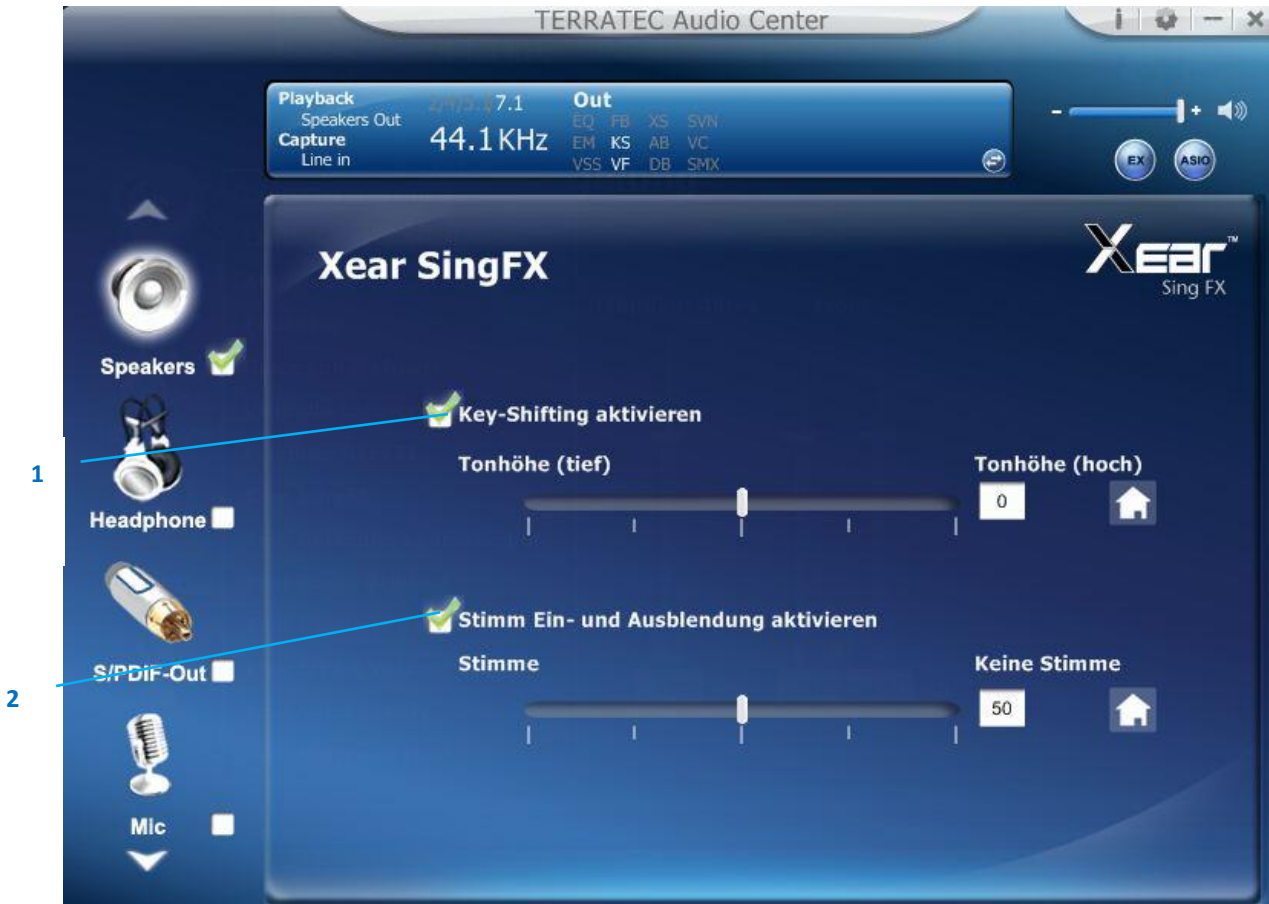 TERRATEC Audio Center
Playback
Speakers Out
Capture
Line in
7.1
44.1 KHz
Out
EQ FB XS SVN
EM KS AB VC
VSS VF DB SMX
- +
EX ASIO
Xear SingFX
Xear™
Sing FX
Speakers
Headphone
S/PDIF-Out
Mic
1
Key-Shifting aktivieren
Tonhöhe (tief)
Tonhöhe (hoch)
0
2
Stimm Ein- und Ausblendung aktivieren
Stimme
Keine Stimme
50